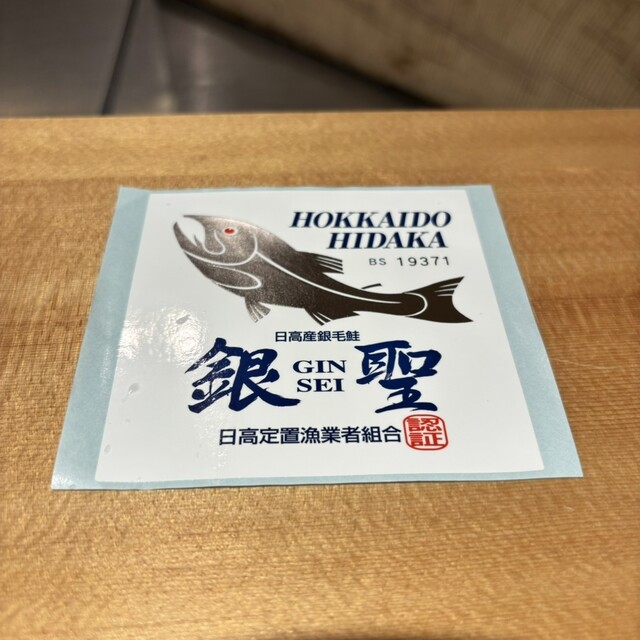 HOKKAIDO
HIDAKA
BS 19371
日高産銀毛鮭
銀 GIN SEI 聖
日高定置漁業者組合 認証